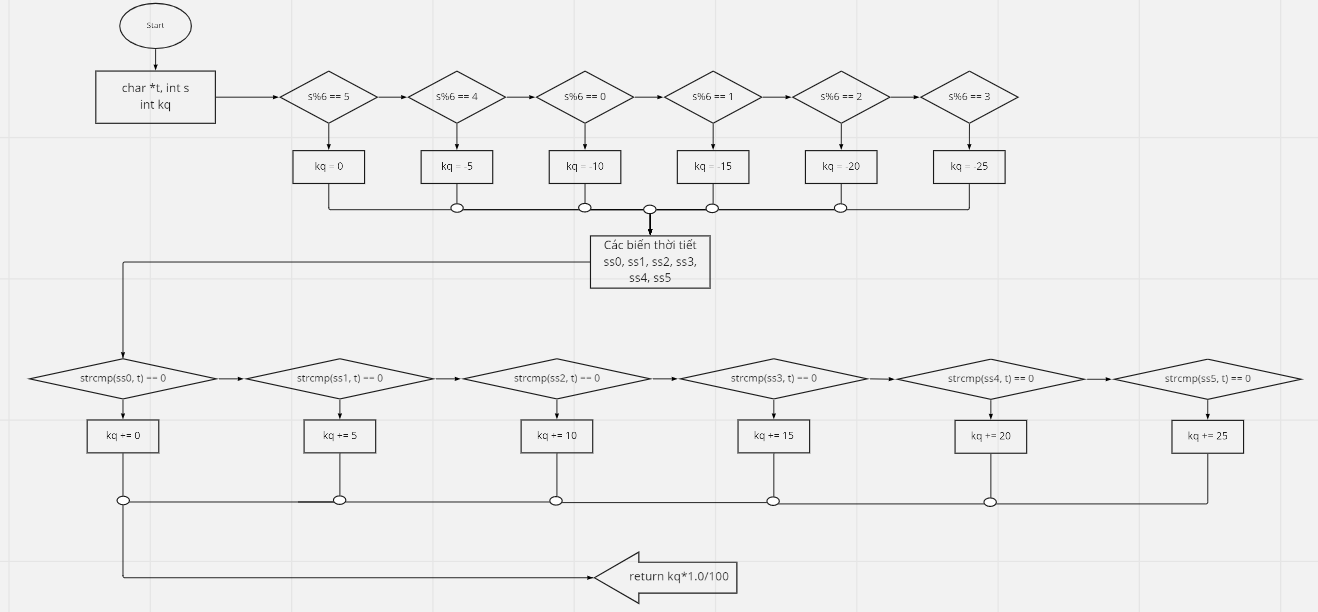 Start
char *t, int s
int kq
s%6 == 5
s%6 == 4
s%6 == 0
s%6 == 1
s%6 == 2
s%6 == 3
kq = 0
kq = -5
kq = -10
kq = -15
kq = -20
kq = -25
Các biến thời tiết
ss0, ss1, ss2, ss3,
ss4, ss5
strcmp(ss0, t) == 0
strcmp(ss1, t) == 0
strcmp(ss2, t) == 0
strcmp(ss3, t) == 0
strcmp(ss4, t) == 0
strcmp(ss5, t) == 0
kq += 0
kq += 5
kq += 10
kq += 15
kq += 20
kq += 25
return kq*1.0/100